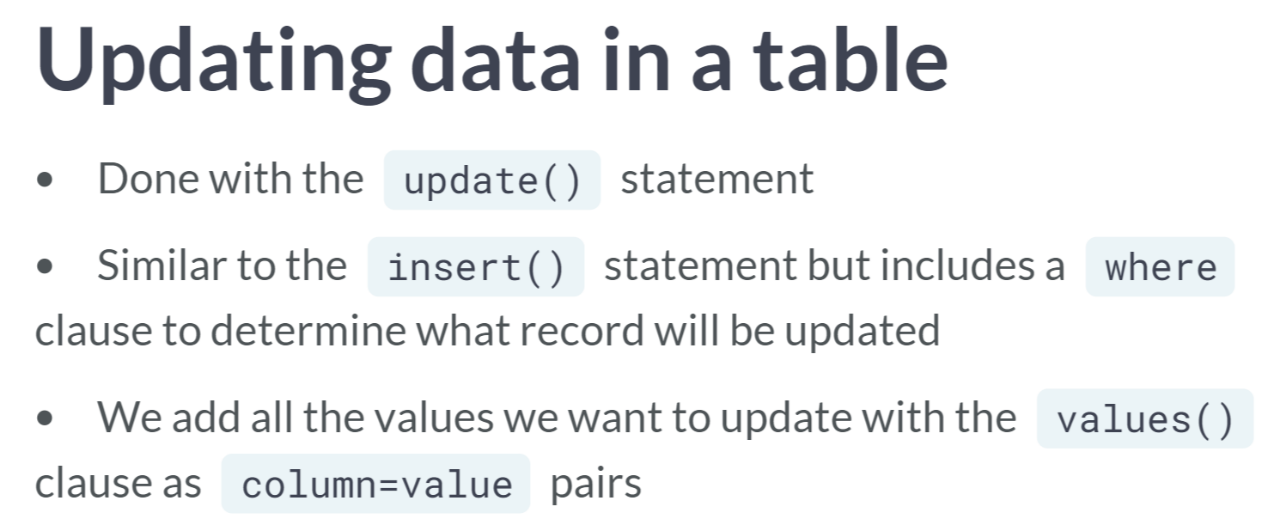 Updating data in a table
• Done with the update() statement
• Similar to the insert() statement but includes a where
clause to determine what record will be updated
• We add all the values we want to update with the values()
clause as column=value pairs